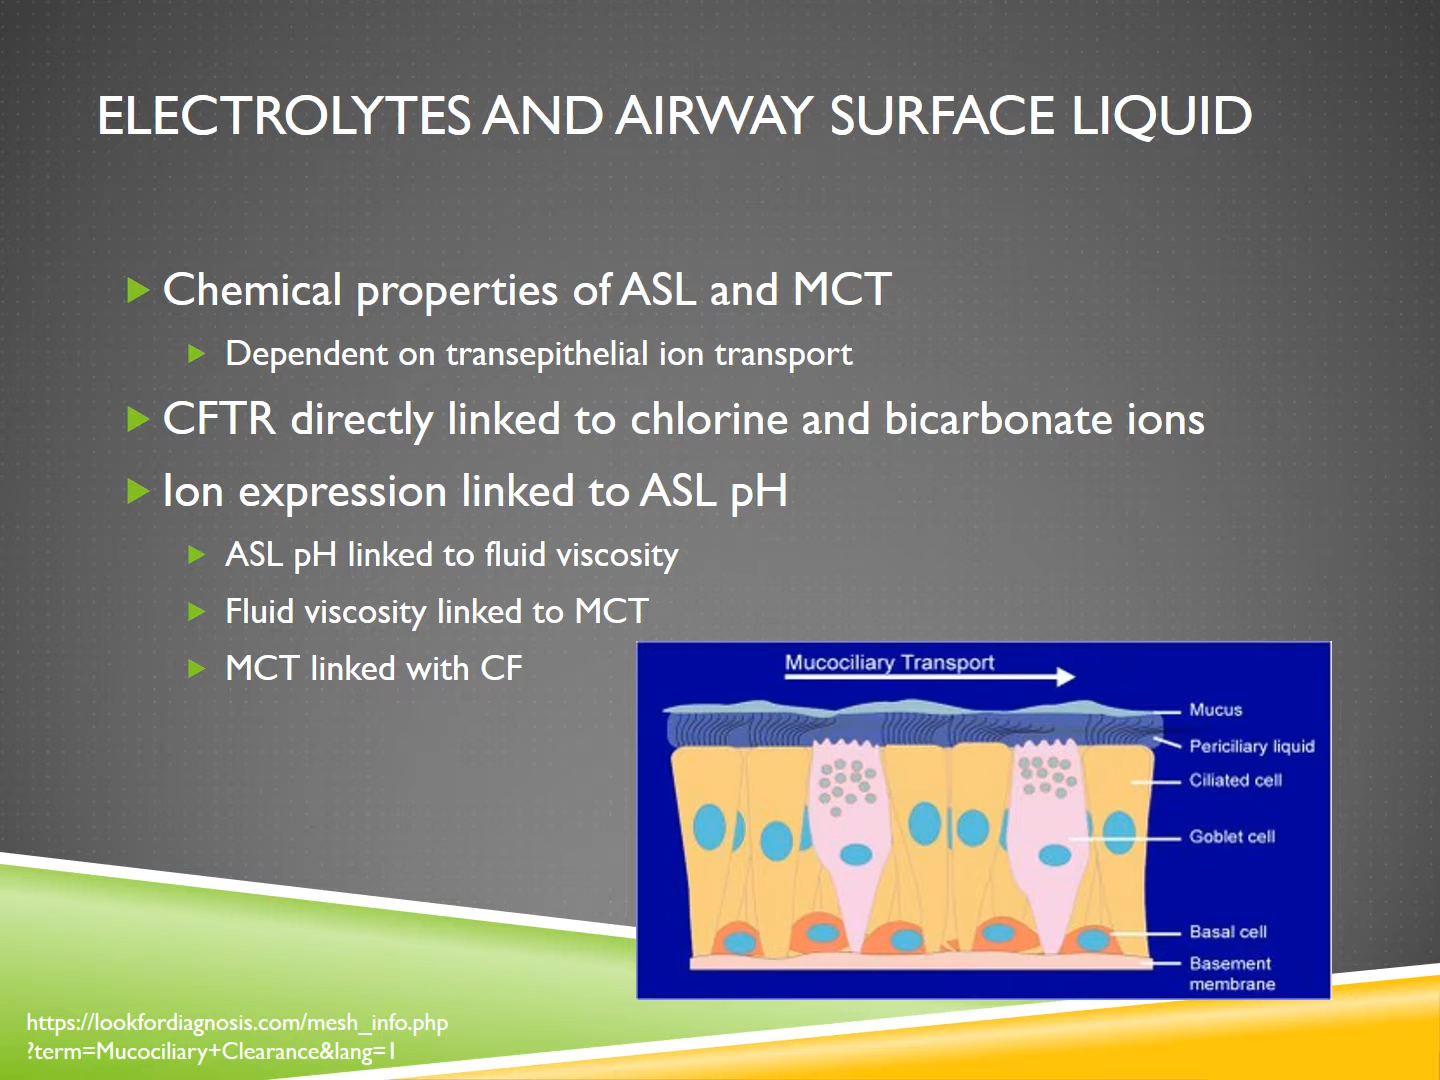 ELECTROLYTES AND AIRWAY SURFACE LIQUID
Chemical properties of ASL and MCT
Dependent on transepithelial ion transport
CFTR directly linked to chlorine and bicarbonate ions
Ion expression linked to ASL pH
ASL pH linked to fluid viscosity
Fluid viscosity linked to MCT
MCT linked with CF
Mucociliary Transport
Mucus
Periciliary liquid
Ciliated cell
Goblet cell
Basal cell
Basement
membrane
https://lookfordiagnosis.com/mesh_info.php
?term=Mucociliary+Clearance&lang=1